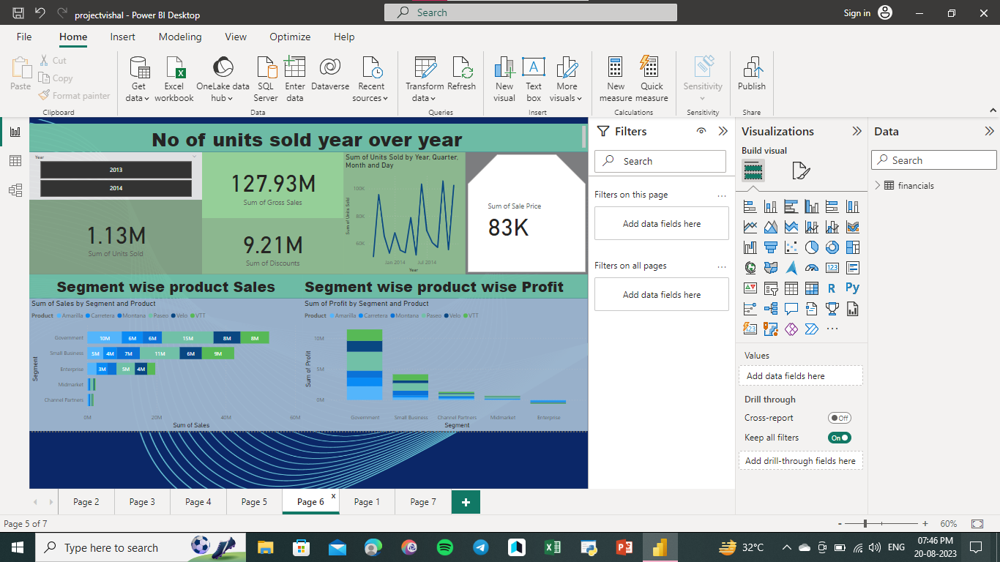 projectvishal - Power BI Desktop
Search
Sign in
File Home Insert Modeling View Optimize Help
Paste
Cut
Copy
Format painter
Clipboard
Get data
Excel workbook
OneLake data hub
SQL Server
Enter data
Dataverse
Recent sources
Data
Transform data
Refresh
Queries
New visual
Text box
More visuals
Insert
New measure
Quick measure
Calculations
Sensitivity
Sensitivity
Publish
Share
No of units sold year over year
Year
2013
2014
1.13M
Sum of Units Sold
127.93M
Sum of Gross Sales
9.21M
Sum of Discounts
Sum of Units Sold by Year, Quarter,
Month and Day
Sum of Units Sold
100K
80K
60K
Jan 2014 Jul 2014
Year
Sum of Sale Price
83K
Segment wise product Sales
Segment wise product wise Profit
Sum of Sales by Segment and Product
Product Amarilla Carretera Montana Paseo Velo VTT
Segment
Government 10M 6M 6M 15M 8M 8M
Small Business 5M 4M 7M 11M 6M 9M
Enterprise 3M 5M 4M
Midmarket
Channel Partners
0M 20M 40M 60M
Sum of Sales
Sum of Profit by Segment and Product
Product Amarilla Carretera Montana Paseo Velo VTT
Sum of Profit
10M
5M
0M
Government Small Business Channel Partners Midmarket Enterprise
Segment
Filters
Search
Filters on this page
...
Add data fields here
Filters on all pages
...
Add data fields here
Visualizations
Build visual
123
R
Py
123
...
Values
Add data fields here
Drill through
Cross-report
Off
Keep all filters
On
Add drill-through fields here
Data
Search
financials
Page 2 Page 3 Page 4 Page 5 Page 6 x Page 1 Page 7 +
Page 5 of 7
- + 60%
Type here to search
32°C
ENG
07:46 PM
20-08-2023